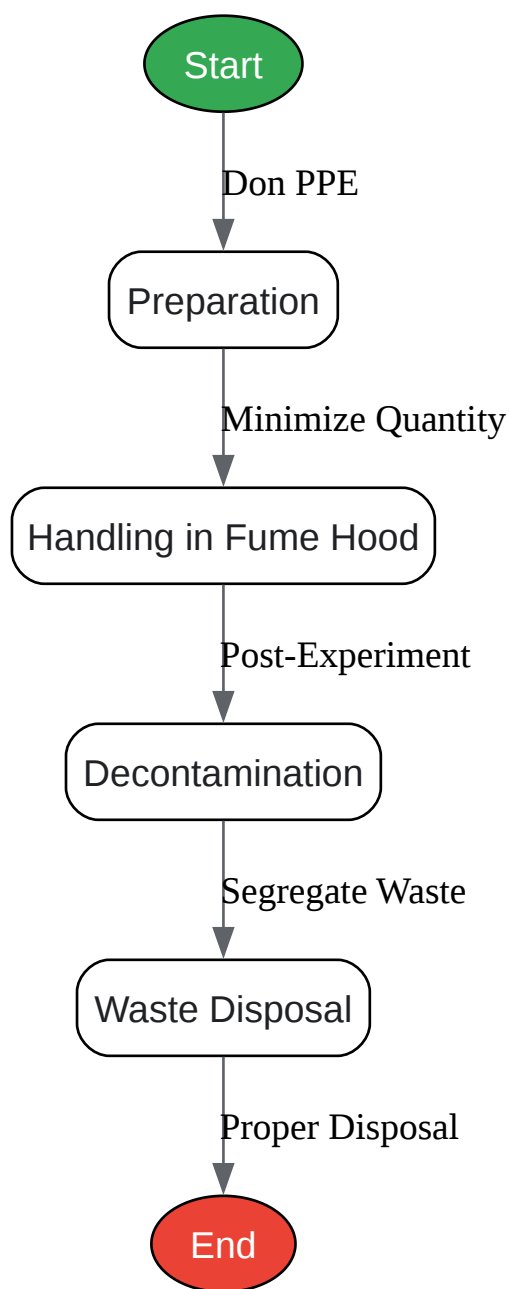 Start
Don PPE
Preparation
Minimize Quantity
Handling in Fume Hood
Post-Experiment
Decontamination
Segregate Waste
Waste Disposal
Proper Disposal
End